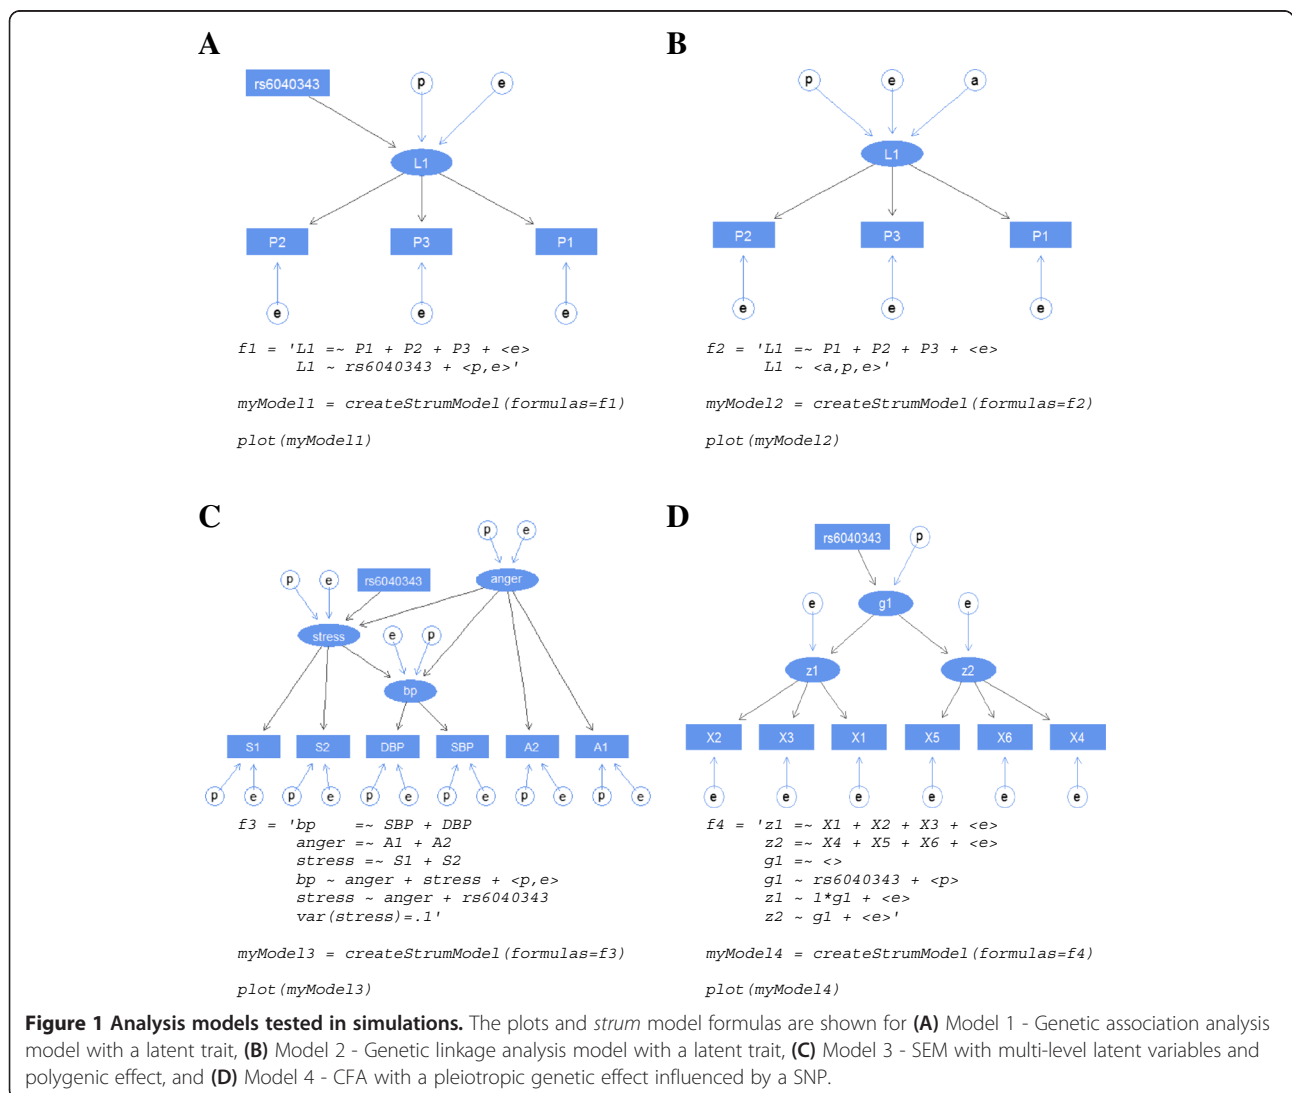 A
rs6040343
p
e
L1
P2
P3
P1
e
e
e
f1 = 'L1 =~ P1 + P2 + P3 + <e>
L1 ~ rs6040343 + <p,e>'
myModel1 = createStrumModel(formulas=f1)
plot(myModel1)
B
p
e
a
L1
P2
P3
P1
e
e
e
f2 = 'L1 =~ P1 + P2 + P3 + <e>
L1 ~ <a,p,e>'
myModel2 = createStrumModel(formulas=f2)
plot(myModel2)
C
p
e
p
e
rs6040343
anger
stress
e
p
bp
S1
S2
DBP
SBP
A2
A1
p
e
p
e
p
e
p
e
p
e
p
e
f3 = 'bp =~ SBP + DBP
anger =~ A1 + A2
stress =~ S1 + S2
bp ~ anger + stress + <p,e>
stress ~ anger + rs6040343
var(stress)=.1'
myModel3 = createStrumModel(formulas=f3)
plot(myModel3)
D
rs6040343
p
e
g1
e
z1
z2
X2
X3
X1
X5
X6
X4
e
e
e
e
e
e
f4 = 'z1 =~ X1 + X2 + X3 + <e>
z2 =~ X4 + X5 + X6 + <e>
g1 =~ <>
g1 ~ rs6040343 + <p>
z1 ~ 1*g1 + <e>
z2 ~ g1 + <e>'
myModel4 = createStrumModel(formulas=f4)
plot(myModel4)
Figure 1 Analysis models tested in simulations. The plots and strum model formulas are shown for (A) Model 1 - Genetic association analysis
model with a latent trait, (B) Model 2 - Genetic linkage analysis model with a latent trait, (C) Model 3 - SEM with multi-level latent variables and
polygenic effect, and (D) Model 4 - CFA with a pleiotropic genetic effect influenced by a SNP.